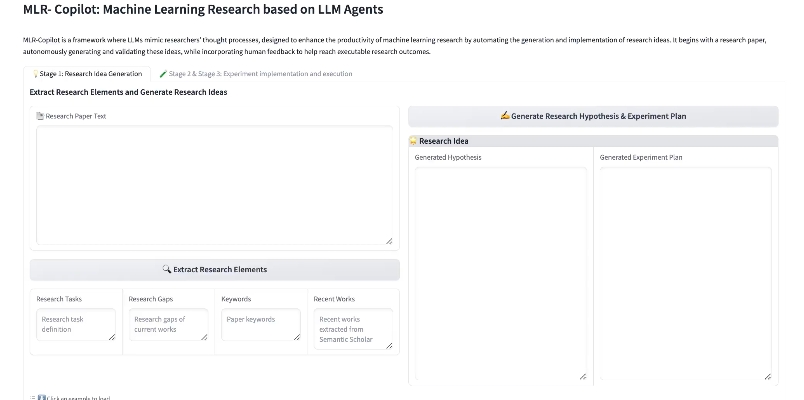 MLR- Copilot: Machine Learning Research based on LLM Agents
MLR-Copilot is a framework where LLMs mimic researchers' thought processes, designed to enhance the productivity of machine learning research by automating the generation and implementation of research ideas. It begins with a research paper,
autonomously generating and validating these ideas, while incorporating human feedback to help reach executable research outcomes.
Stage 1: Research Idea Generation
Stage 2 & Stage 3: Experiment implementation and execution
Extract Research Elements and Generate Research Ideas
Research Paper Text
Extract Research Elements
Research Tasks
Research task
definition
Research Gaps
Research gaps of
current works
Keywords
Paper keywords
Recent Works
Recent works
extracted from
Semantic Scholar
Generate Research Hypothesis & Experiment Plan
Research Idea
Generated Hypothesis
Generated Experiment Plan
Click an example to load